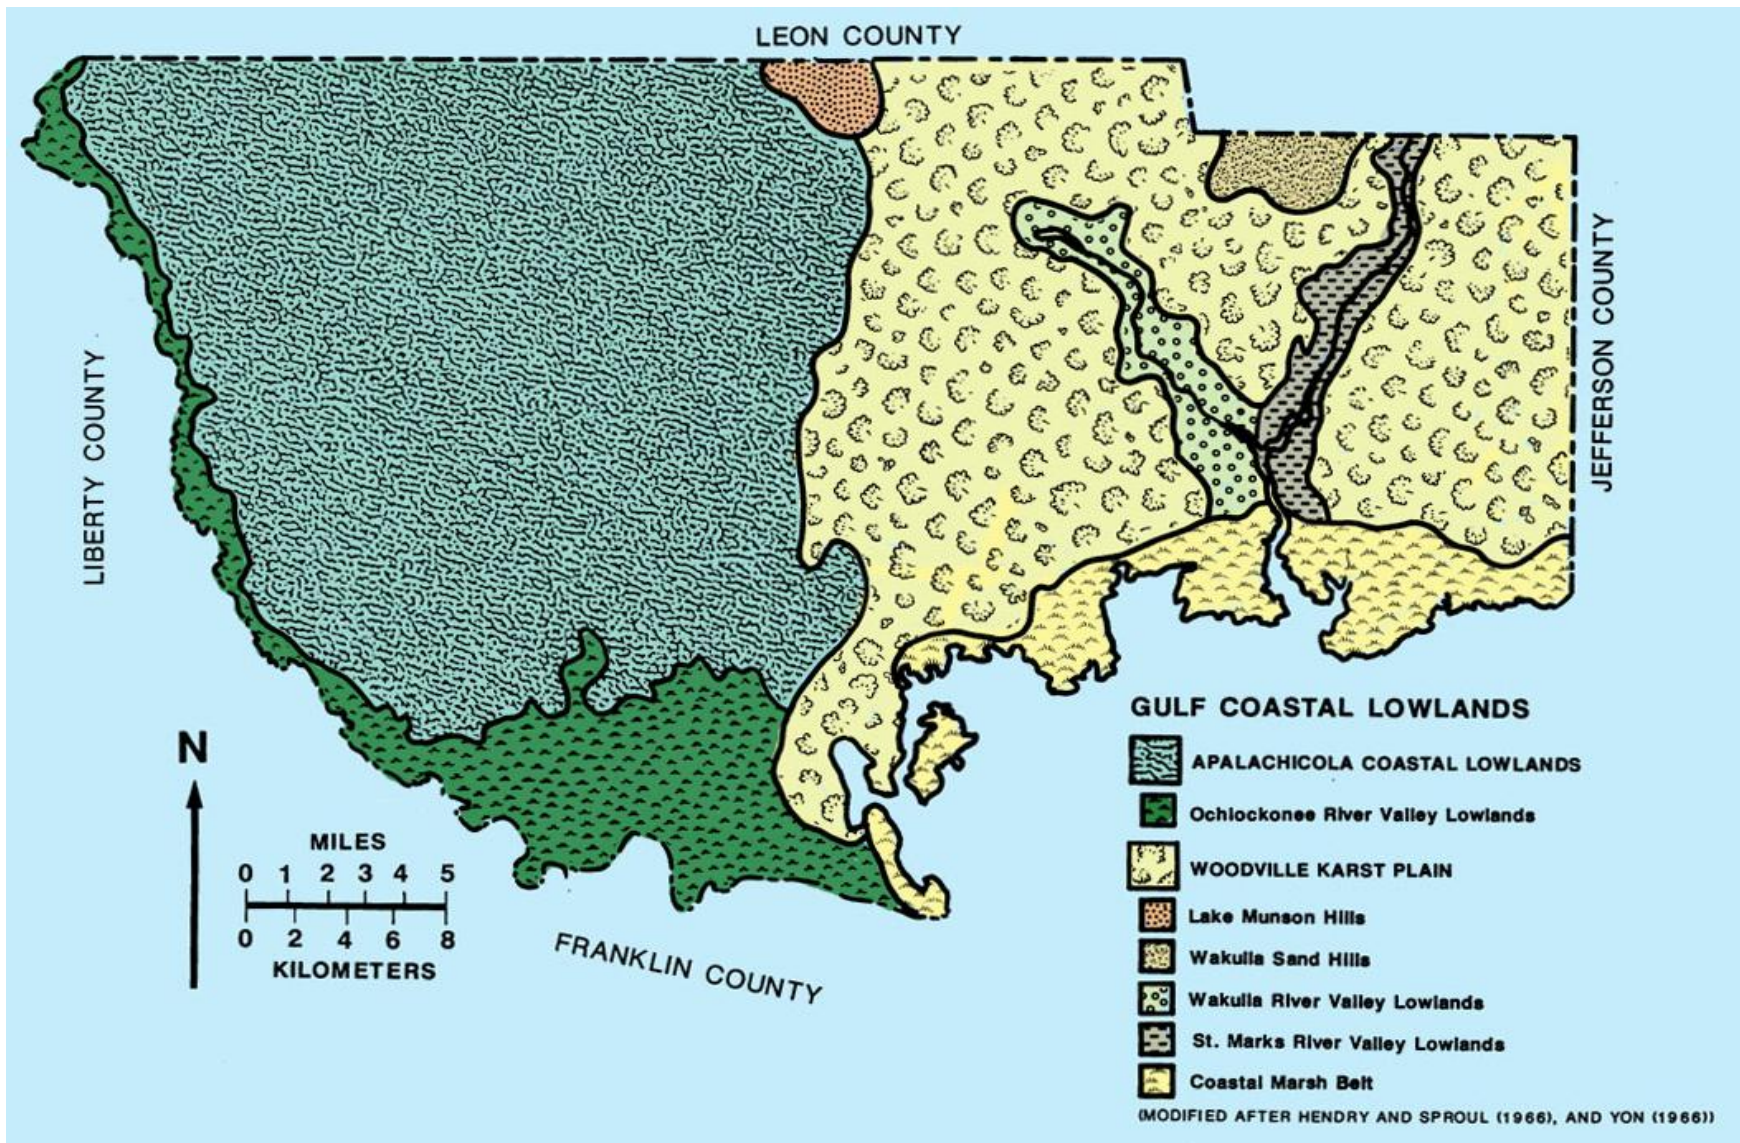 LEON COUNTY
LIBERTY COUNTY
JEFFERSON COUNTY
FRANKLIN COUNTY
N
MILES
0 1 2 3 4 5
0 2 4 6 8
KILOMETERS
GULF COASTAL LOWLANDS
APALACHICOLA COASTAL LOWLANDS
Ochlockonee River Valley Lowlands
WOODVILLE KARST PLAIN
Lake Munson Hills
Wakulla Sand Hills
Wakulla River Valley Lowlands
St. Marks River Valley Lowlands
Coastal Marsh Belt
(MODIFIED AFTER HENDRY AND SPROUL (1966), AND YON (1966))